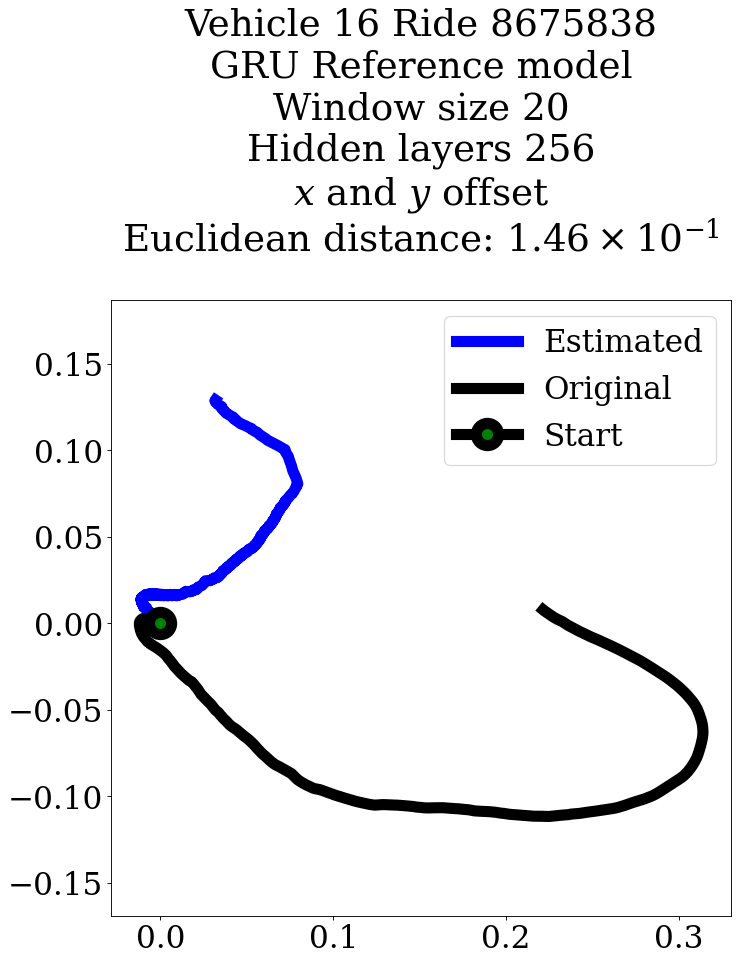 Vehicle 16 Ride 8675838
GRU Reference model
Window size 20
Hidden layers 256
x and y offset
Euclidean distance: 1.46 × 10⁻¹
Estimated
Original
Start
0.15
0.10
0.05
0.00
−0.05
−0.10
−0.15
0.0 0.1 0.2 0.3